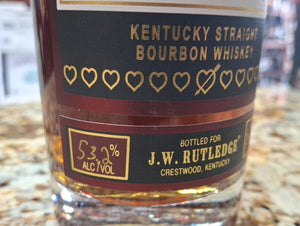 KENTUCKY STRAIGHT
BOURBON WHISKEY
53.2%
ALC/VOL
BOTTLED FOR
J.W. RUTLEDGE®
CRESTWOOD, KENTUCKY